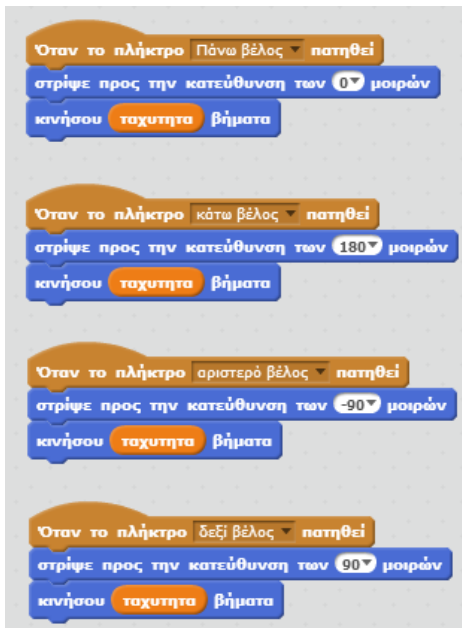 Όταν το πλήκτρο Πάνω βέλος πατηθεί
στρίψε προς την κατεύθυνση των 0 μοιρών
κινήσου ταχυτητα βήματα
Όταν το πλήκτρο κάτω βέλος πατηθεί
στρίψε προς την κατεύθυνση των 180 μοιρών
κινήσου ταχυτητα βήματα
Όταν το πλήκτρο αριστερό βέλος πατηθεί
στρίψε προς την κατεύθυνση των -90 μοιρών
κινήσου ταχυτητα βήματα
Όταν το πλήκτρο δεξί βέλος πατηθεί
στρίψε προς την κατεύθυνση των 90 μοιρών
κινήσου ταχυτητα βήματα